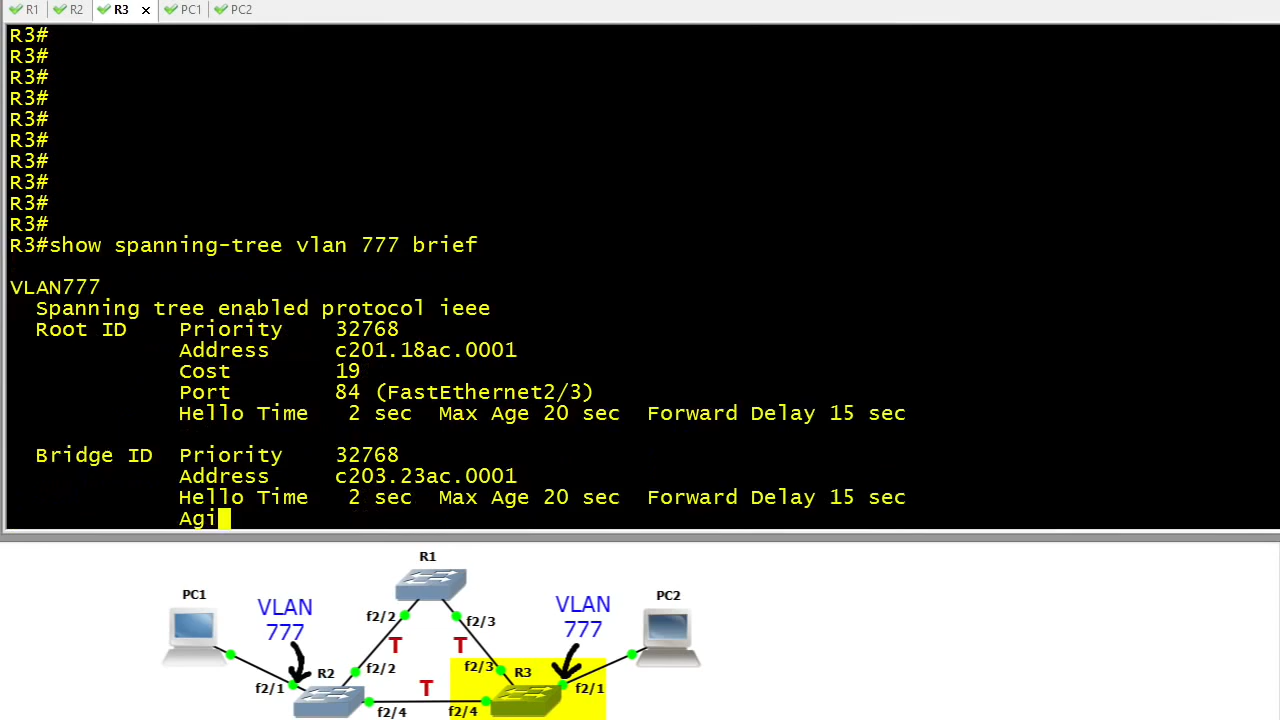 R1 R2 R3 x PC1 PC2
R3#
R3#
R3#
R3#
R3#
R3#
R3#
R3#
R3#
R3#
R3#show spanning-tree vlan 777 brief
VLAN777
Spanning tree enabled protocol ieee
Root ID Priority 32768
Address c201.18ac.0001
Cost 19
Port 84 (FastEthernet2/3)
Hello Time 2 sec Max Age 20 sec Forward Delay 15 sec
Bridge ID Priority 32768
Address c203.23ac.0001
Hello Time 2 sec Max Age 20 sec Forward Delay 15 sec
Agi
R1
PC1
VLAN
777
f2/2
f2/3
T
T
VLAN
777
PC2
f2/1
R2
f2/2
f2/3
R3
f2/1
T
f2/4
f2/4